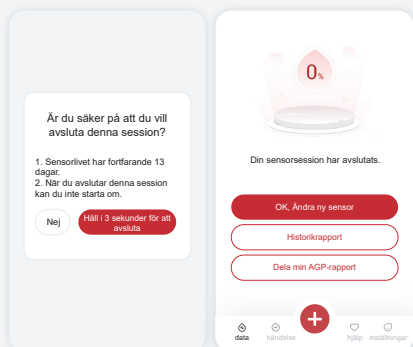 Är du säker på att du vill
avsluta denna session?
1. Sensorlivet har fortfarande 13
dagar.
2. När du avslutar denna session
kan du inte starta om.
Nej
Håll i 3 sekunder för att
avsluta
0%
Din sensorsession har avslutats.
OK, Ändra ny sensor
Historikrapport
Dela min AGP-rapport
data
händelse
hjälp
inställningar